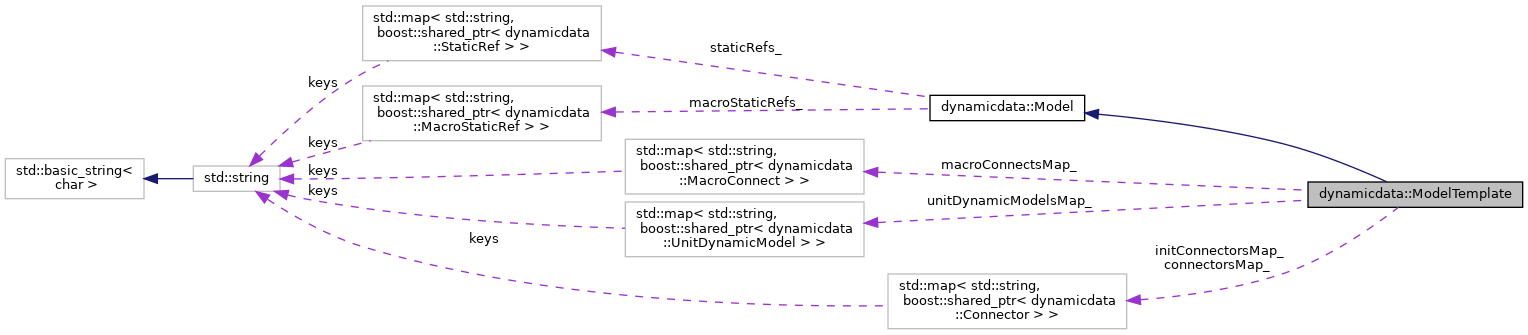 std::map< std::string,
boost::shared_ptr< dynamicdata
::StaticRef > >
staticRefs_
keys
std::map< std::string,
boost::shared_ptr< dynamicdata
::MacroStaticRef > >
macroStaticRefs_
dynamicdata::Model
keys
std::map< std::string,
boost::shared_ptr< dynamicdata
::MacroConnect > >
macroConnectsMap_
keys
std::basic_string<
char >
std::string
keys
dynamicdata::ModelTemplate
unitDynamicModelsMap_
std::map< std::string,
boost::shared_ptr< dynamicdata
::UnitDynamicModel > >
keys
initConnectorsMap_
connectorsMap_
std::map< std::string,
boost::shared_ptr< dynamicdata
::Connector > >